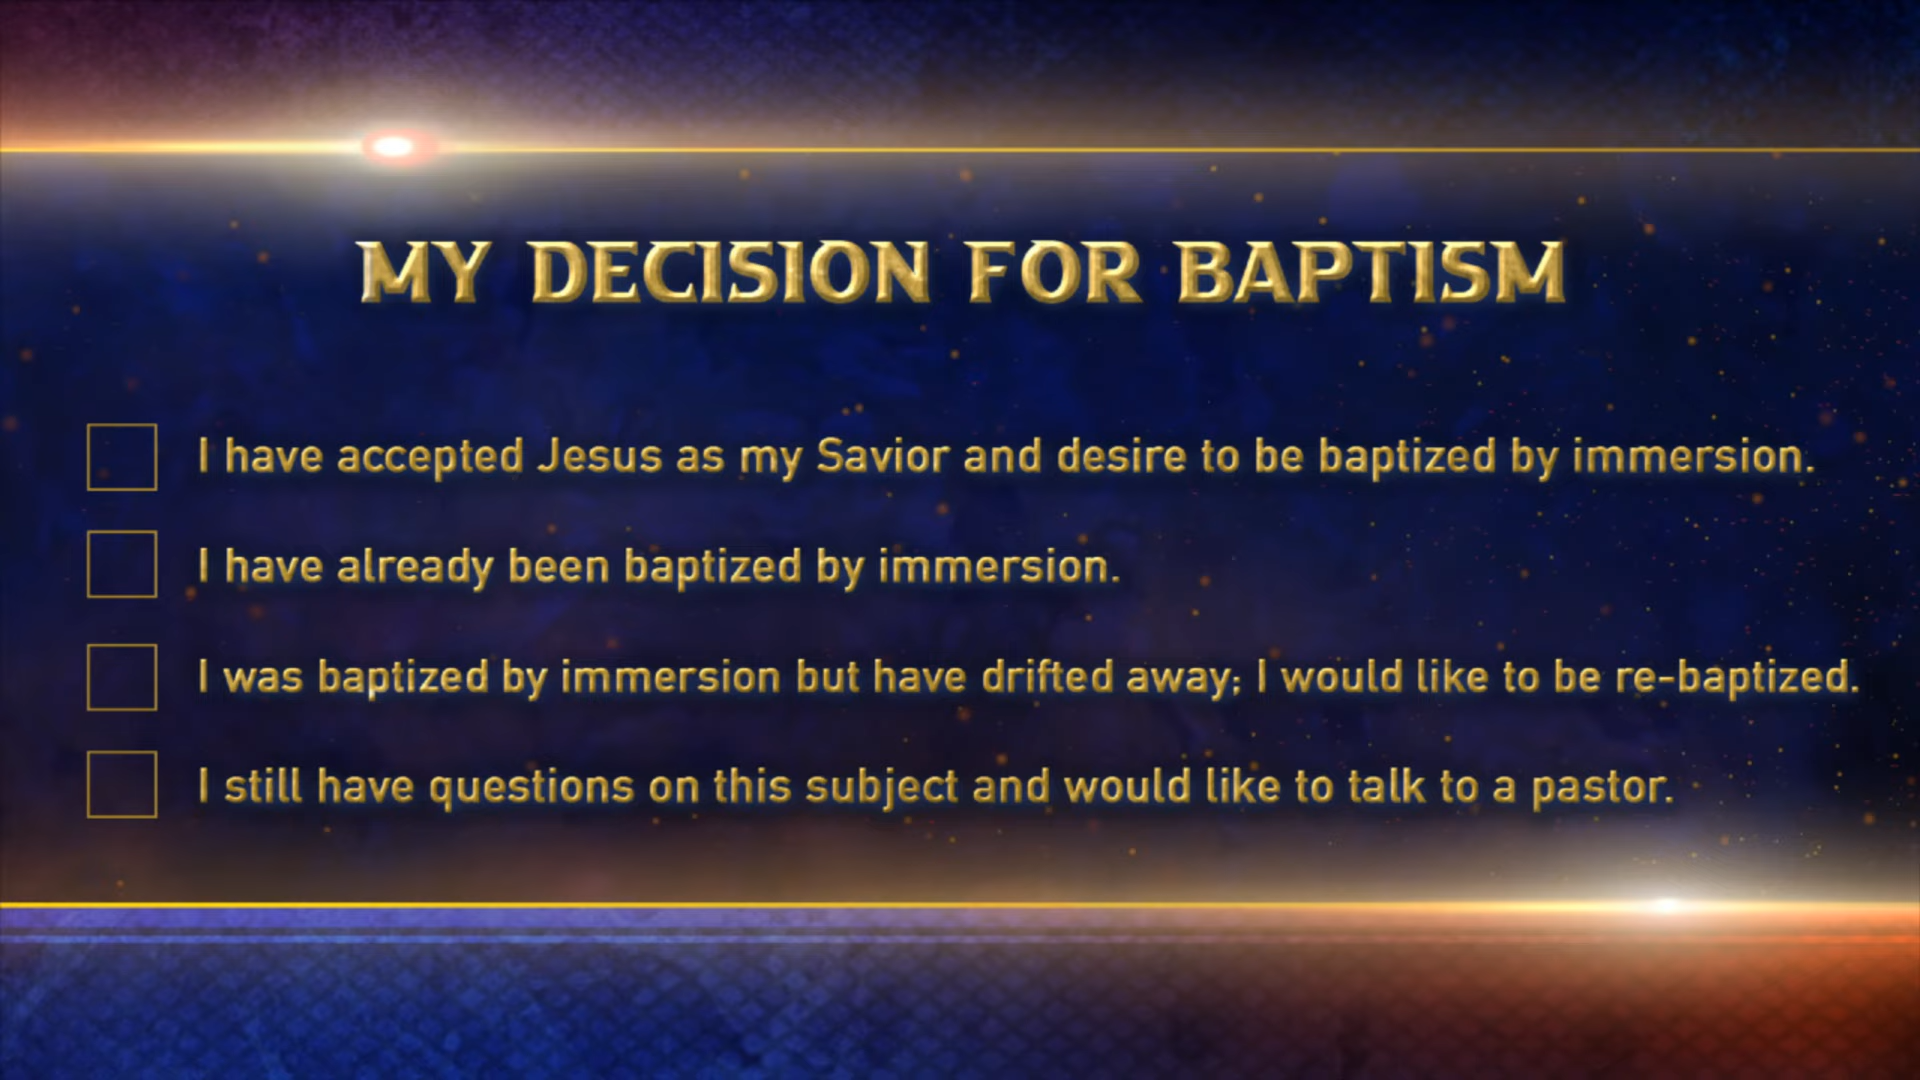 MY DECISION FOR BAPTISM
I have accepted Jesus as my Savior and desire to be baptized by immersion.
I have already been baptized by immersion.
I was baptized by immersion but have drifted away; I would like to be re-baptized.
I still have questions on this subject and would like to talk to a pastor.